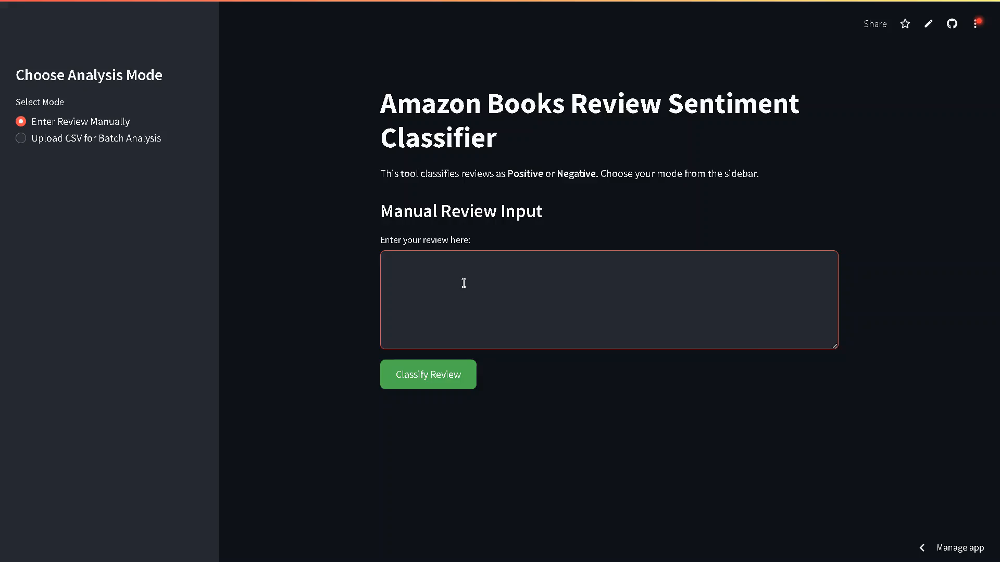 Share
Choose Analysis Mode
Select Mode
Enter Review Manually
Upload CSV for Batch Analysis
Amazon Books Review Sentiment
Classifier
This tool classifies reviews as Positive or Negative. Choose your mode from the sidebar.
Manual Review Input
Enter your review here:
Classify Review
Manage app